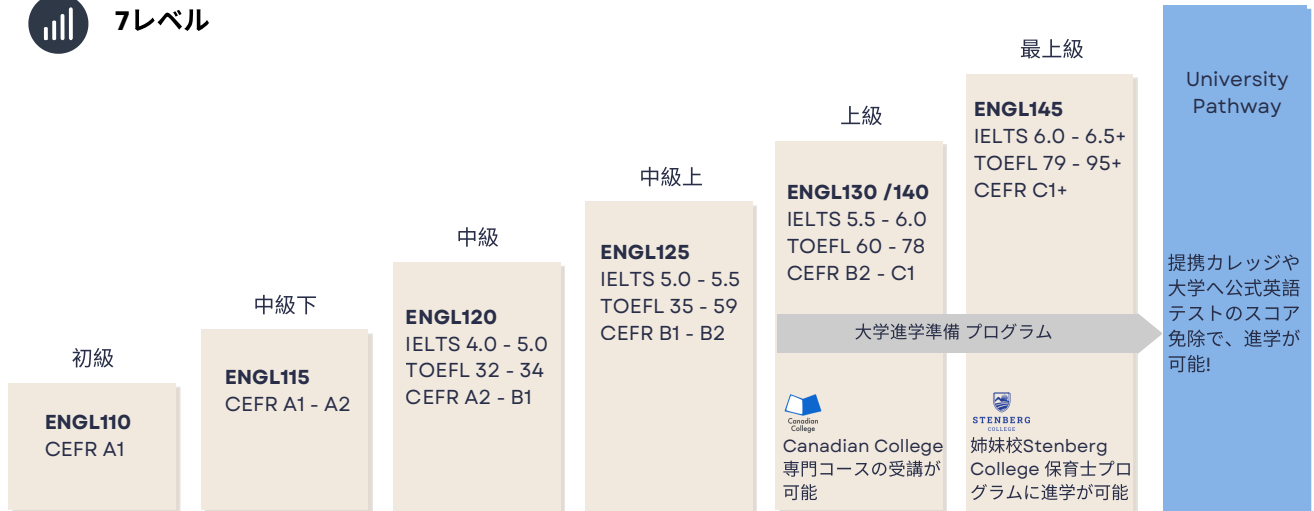 7レベル
初級
ENGL110
CEFR A1
中級下
ENGL115
CEFR A1 - A2
中級
ENGL120
IELTS 4.0 - 5.0
TOEFL 32 - 34
CEFR A2 - B1
中級上
ENGL125
IELTS 5.0 - 5.5
TOEFL 35 - 59
CEFR B1 - B2
上級
ENGL130 /140
IELTS 5.5 - 6.0
TOEFL 60 - 78
CEFR B2 - C1
最上級
ENGL145
IELTS 6.0 - 6.5+
TOEFL 79 - 95+
CEFR C1+
大学進学準備 プログラム
Canadian
College
Canadian College
専門コースの受講が
可能
STENBERG
COLLEGE
姉妹校Stenberg
College 保育士プロ
グラムに進学が可能
University
Pathway
提携カレッジや
大学へ公式英語
テストのスコア
免除で、進学が
可能!